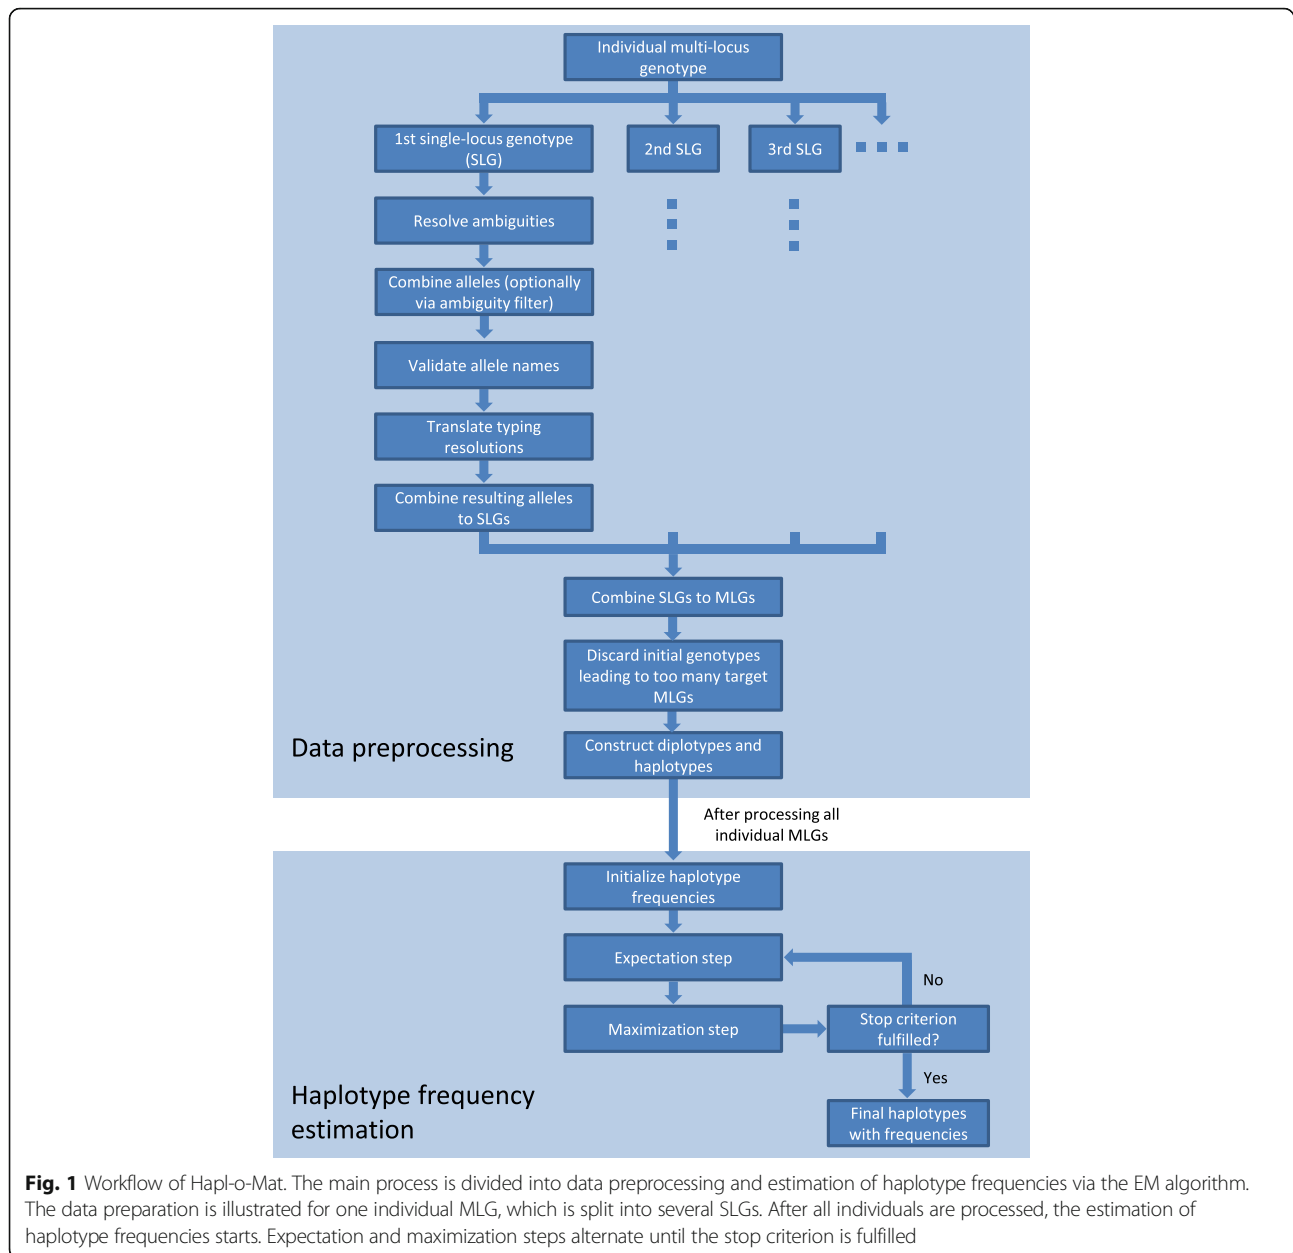 Individual multi-locus
genotype
1st single-locus genotype
(SLG)
2nd SLG
3rd SLG
Resolve ambiguities
Combine alleles (optionally
via ambiguity filter)
Validate allele names
Translate typing
resolutions
Combine resulting alleles
to SLGs
Combine SLGs to MLGs
Discard initial genotypes
leading to too many target
MLGs
Data preprocessing
Construct diplotypes and
haplotypes
After processing all
individual MLGs
Initialize haplotype
frequencies
Expectation step
No
Maximization step
Stop criterion
fulfilled?
Yes
Haplotype frequency
estimation
Final haplotypes
with frequencies
Fig. 1 Workflow of Hapl-o-Mat. The main process is divided into data preprocessing and estimation of haplotype frequencies via the EM algorithm.
The data preparation is illustrated for one individual MLG, which is split into several SLGs. After all individuals are processed, the estimation of
haplotype frequencies starts. Expectation and maximization steps alternate until the stop criterion is fulfilled